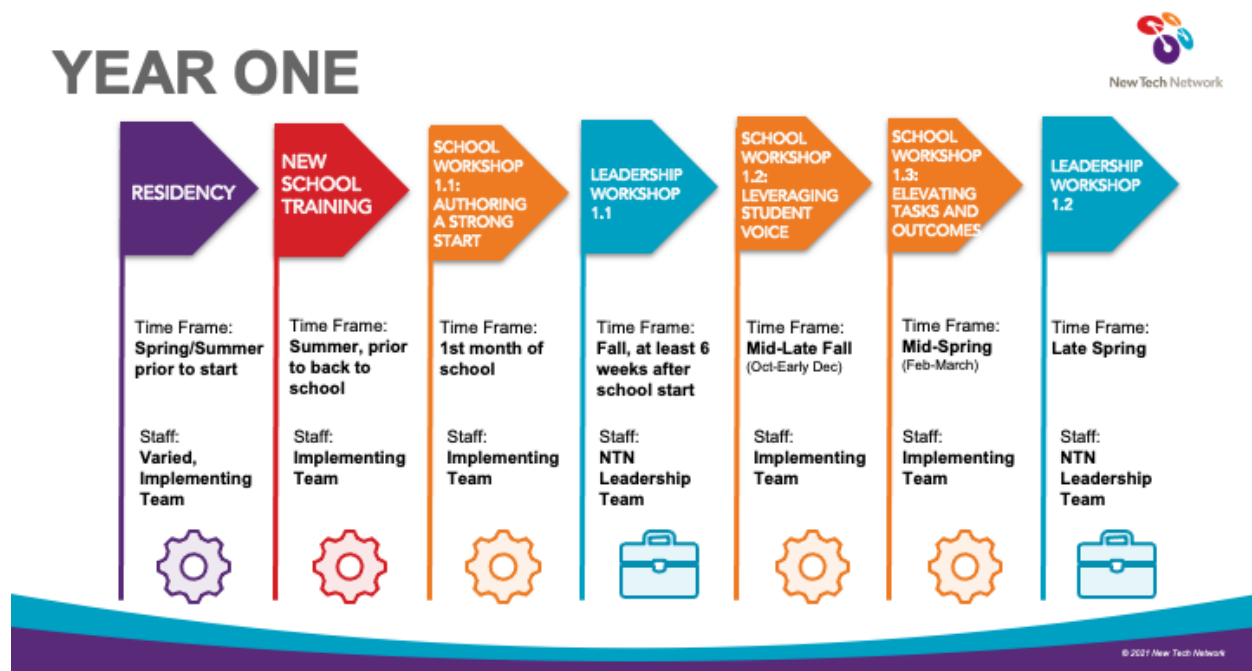 YEAR ONE
New Tech Network
RESIDENCY
Time Frame:
Spring/Summer
prior to start
Staff:
Varied,
Implementing
Team
NEW
SCHOOL
TRAINING
Time Frame:
Summer, prior
to back to
school
Staff:
Implementing
Team
SCHOOL
WORKSHOP
1.1:
AUTHORING
A STRONG
START
Time Frame:
1st month of
school
Staff:
Implementing
Team
LEADERSHIP
WORKSHOP
1.1
Time Frame:
Fall, at least 6
weeks after
school start
Staff:
NTN
Leadership
Team
SCHOOL
WORKSHOP
1.2:
LEVERAGING
STUDENT
VOICE
Time Frame:
Mid-Late Fall
(Oct-Early Dec)
Staff:
Implementing
Team
SCHOOL
WORKSHOP
1.3:
ELEVATING
TASKS AND
OUTCOMES
Time Frame:
Mid-Spring
(Feb-March)
Staff:
Implementing
Team
LEADERSHIP
WORKSHOP
1.2
Time Frame:
Late Spring
Staff:
NTN
Leadership
Team
© 2021 New Tech Network